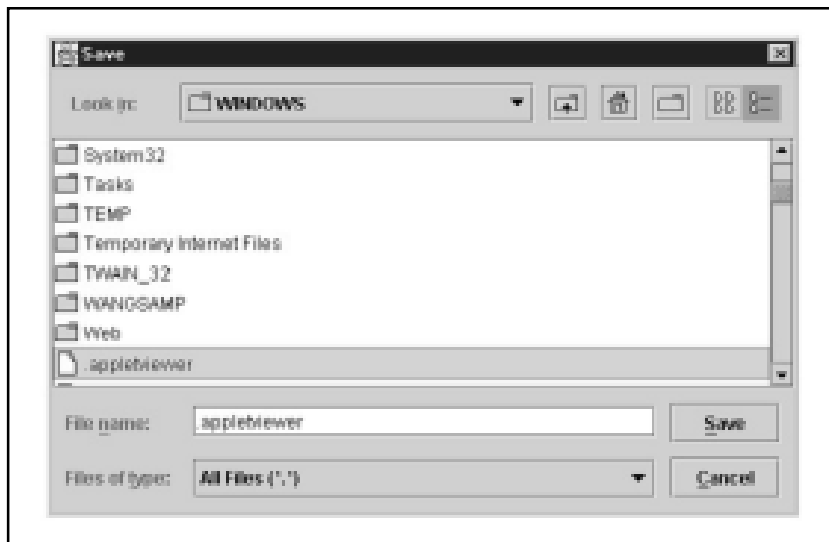 Save
Look in: WINDOWS
System32
Tasks
TEMP
Temporary Internet Files
TWAIN_32
WANGSAMP
Web
.appletviewer
File name: .appletviewer Save
Files of type: All Files (*.*) Cancel